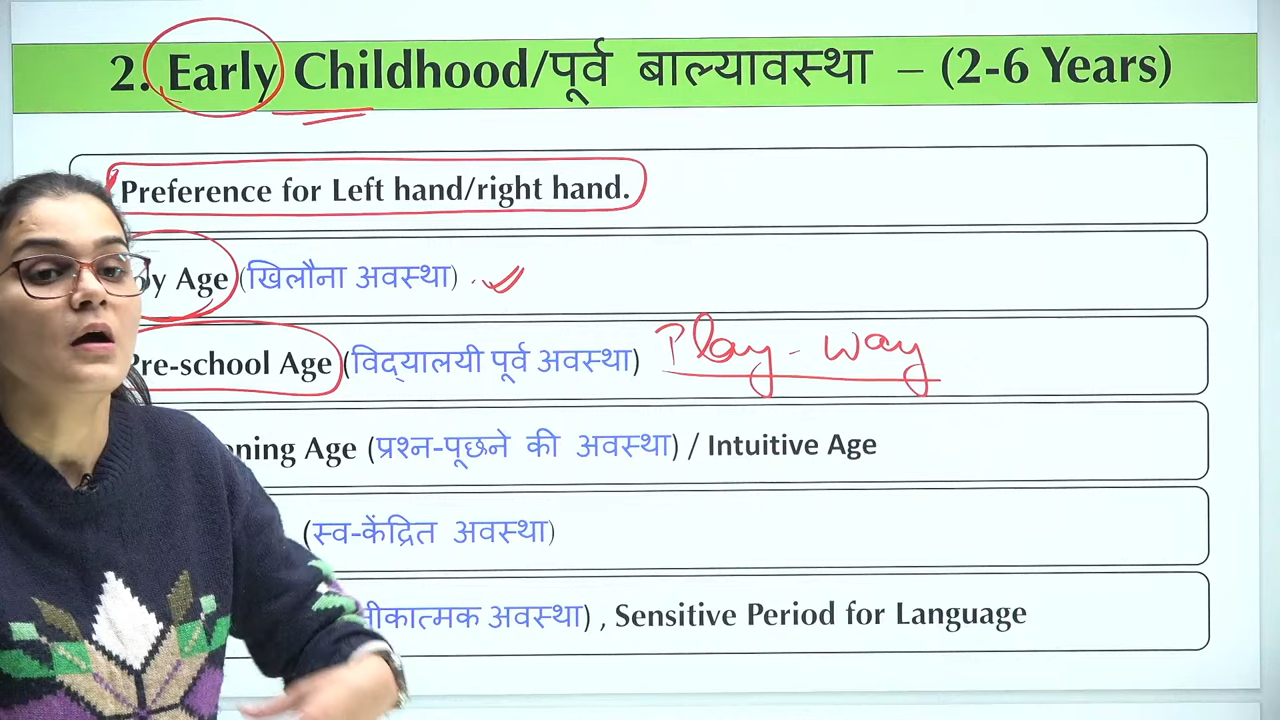 2. Early Childhood/पूर्व बाल्यावस्था – (2-6 Years)
Preference for Left hand/right hand.
Age (खिलौना अवस्था)
Pre-school Age (विद्यालयी पूर्व अवस्था) Play-way
Age (प्रश्न-पूछने की अवस्था) / Intuitive Age
(स्व-केंद्रित अवस्था)
अवस्था) , Sensitive Period for Language